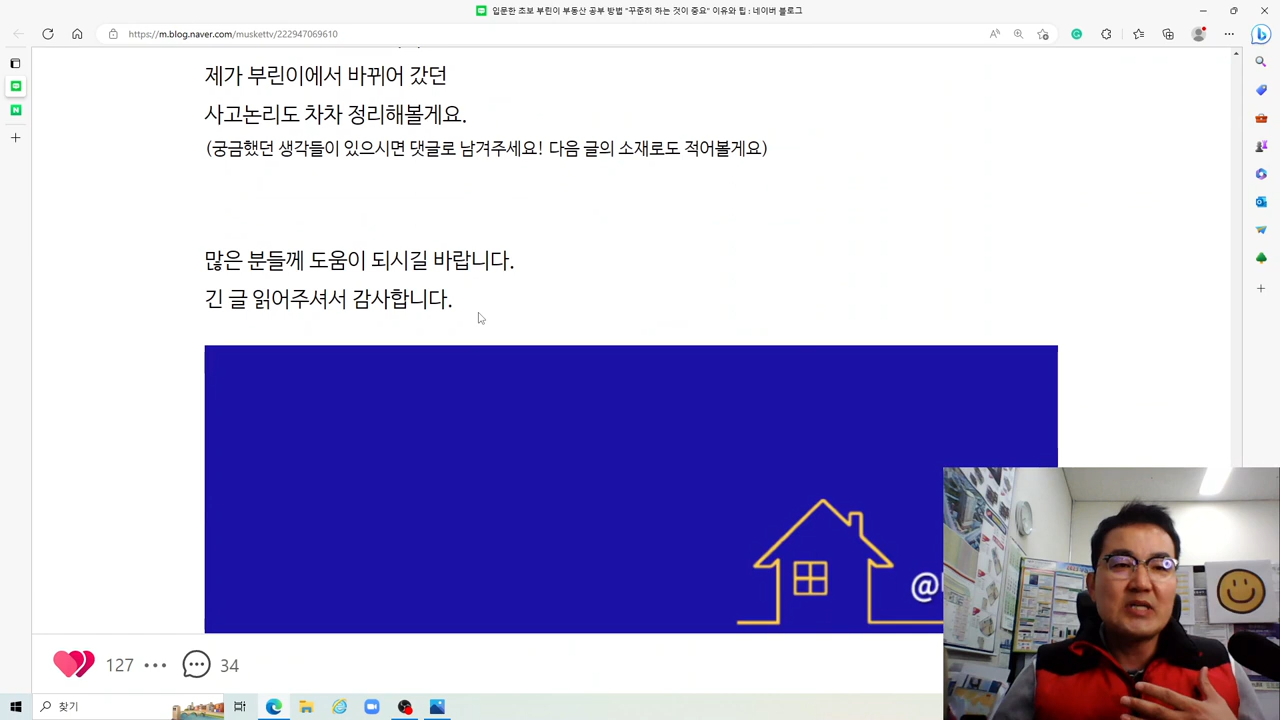 입문한 초보 부린이 부동산 공부 방법 "꾸준히 하는 것이 중요" 이유와 팁 : 네이버 블로그
https://m.blog.naver.com/muskettv/222947069610
제가 부린이에서 바뀌어 갔던
사고논리도 차차 정리해볼게요.
(궁금했던 생각들이 있으시면 댓글로 남겨주세요! 다음 글의 소재로도 적어볼게요)
많은 분들께 도움이 되시길 바랍니다.
긴 글 읽어주셔서 감사합니다.
127
34
찾기